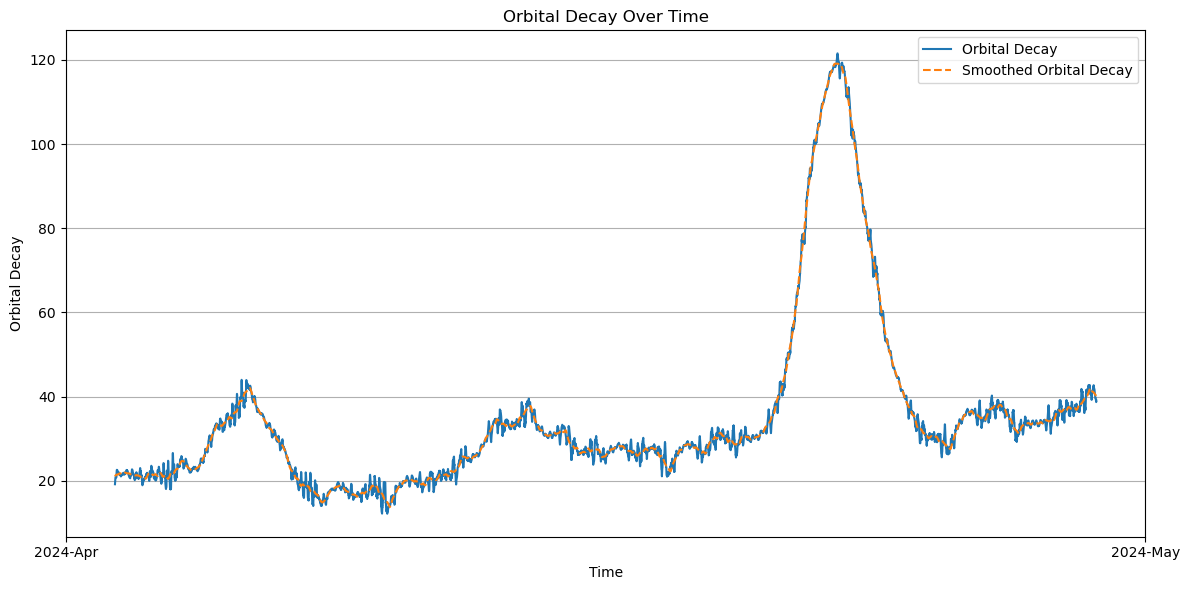 Orbital Decay Over Time
Orbital Decay
Smoothed Orbital Decay
120
100
80
60
40
20
Orbital Decay
2024-Apr
2024-May
Time